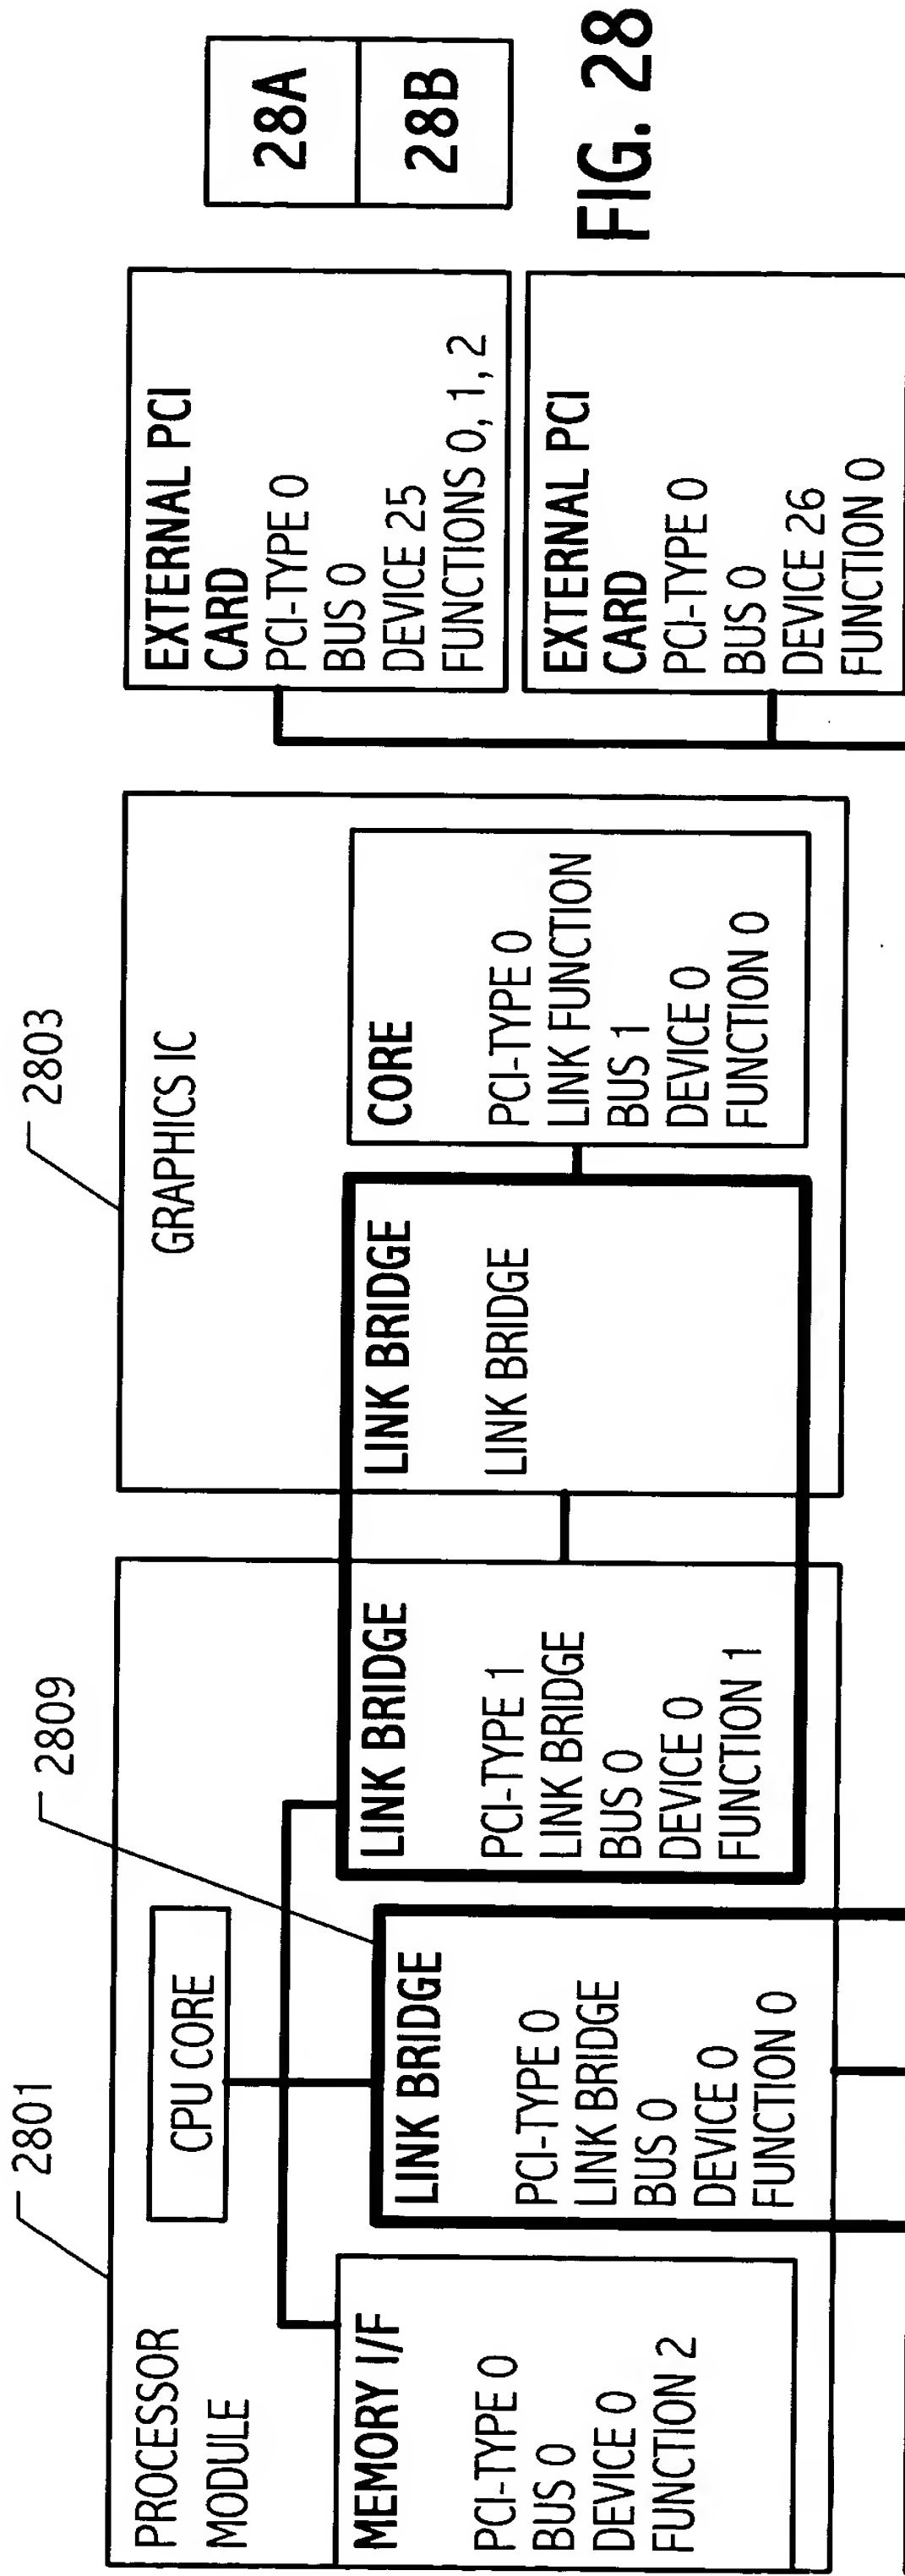 2801
PROCESSOR
MODULE
CPU CORE
2809
MEMORY I/F
PCI-TYPE 0
BUS 0
DEVICE 0
FUNCTION 2
LINK BRIDGE
PCI-TYPE 0
LINK BRIDGE
BUS 0
DEVICE 0
FUNCTION 0
LINK BRIDGE
PCI-TYPE 1
LINK BRIDGE
BUS 0
DEVICE 0
FUNCTION 1
2803
GRAPHICS IC
LINK BRIDGE
LINK BRIDGE
CORE
PCI-TYPE 0
LINK FUNCTION
BUS 1
DEVICE 0
FUNCTION 0
EXTERNAL PCI
CARD
PCI-TYPE 0
BUS 0
DEVICE 25
FUNCTIONS 0, 1, 2
EXTERNAL PCI
CARD
PCI-TYPE 0
BUS 0
DEVICE 26
FUNCTION 0
28A
28B
FIG. 28